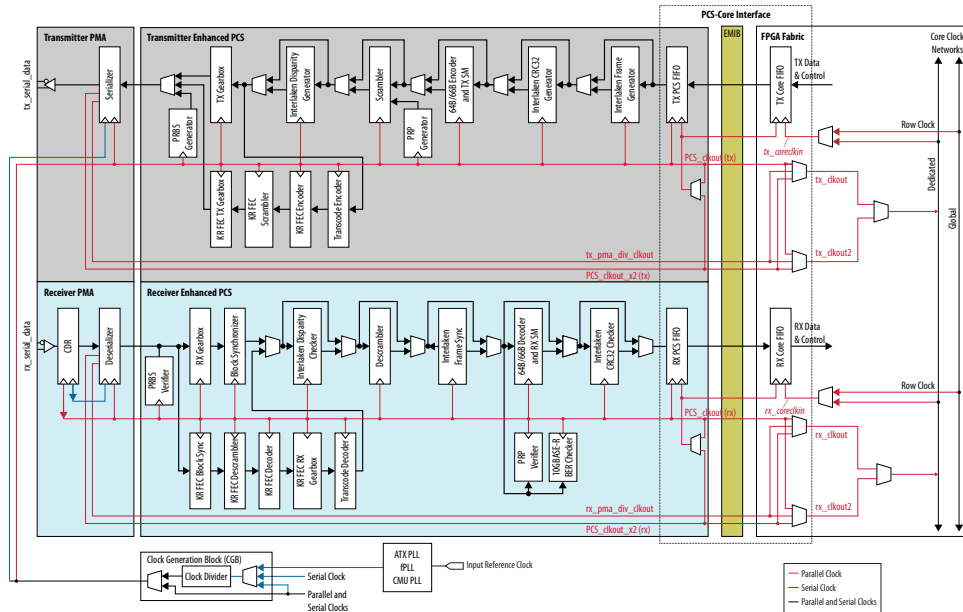 PCS-Core Interface
Transmitter PMA
Transmitter Enhanced PCS
EMIB
FPGA Fabric
Core Clock
Networks
tx_serial_data
Serializer
PRBS
Generator
TX Gearbox
Interlaken Disparity
Generator
Scrambler
PRP
Generator
64B/66B Encoder
and TX SM
Interlaken CRC32
Generator
Interlaken Frame
Generator
TX PCS FIFO
TX Core FIFO
TX Data
& Control
Row Clock
tx_coreclkin
PCS_clkout (tx)
tx_clkout
KR FEC TX Gearbox
KR FEC
Scrambler
KR FEC Encoder
Transcode Encoder
Dedicated
Global
tx_pma_div_clkout
tx_clkout2
PCS_clkout_x2 (tx)
Receiver PMA
Receiver Enhanced PCS
rx_serial_data
CDR
Deserializer
PRBS
Verifier
RX Gearbox
Block Synchronizer
Interlaken Disparity
Checker
Descrambler
Interlaken
Frame Sync
64B/66B Decoder
and RX SM
Interlaken
CRC32 Checker
RX PCS FIFO
RX Core FIFO
RX Data
& Control
Row Clock
rx_coreclkin
PCS_clkout (rx)
rx_clkout
KR FEC Block Sync
KR FEC Descrambler
KR FEC Decoder
KR FEC RX
Gearbox
Transcode Decoder
PRP
Verifier
10GBASE-R
BER Checker
rx_pma_div_clkout
rx_clkout2
PCS_clkout_x2 (rx)
Clock Generation Block (CGB)
Clock Divider
ATX PLL
fPLL
CMU PLL
Input Reference Clock
Serial Clock
Parallel and
Serial Clocks
Parallel Clock
Serial Clock
Parallel and Serial Clocks